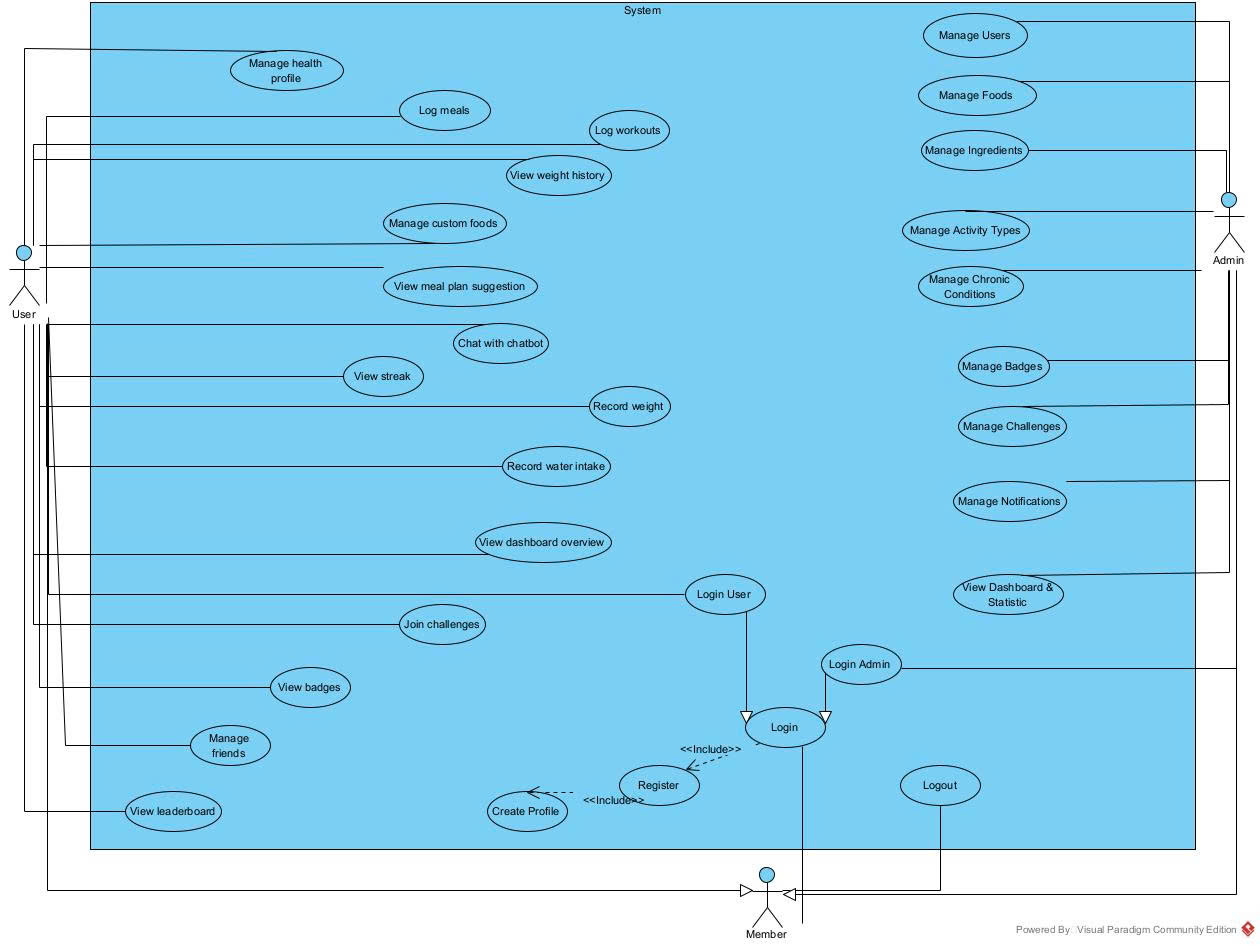 System
Manage Users
Manage health
profile
Manage Foods
Log meals
Log workouts
Manage Ingredients
View weight history
Manage custom foods
Manage Activity Types
Admin
View meal plan suggestion
Manage Chronic
Conditions
User
Chat with chatbot
View streak
Manage Badges
Record weight
Manage Challenges
Record water intake
Manage Notifications
View dashboard overview
Login User
View Dashboard &
Statistic
Join challenges
Login Admin
View badges
Login
Manage
friends
<<Include>>
Register
Logout
<<Include>>
View leaderboard
Create Profile
Member
Powered By: Visual Paradigm Community Edition